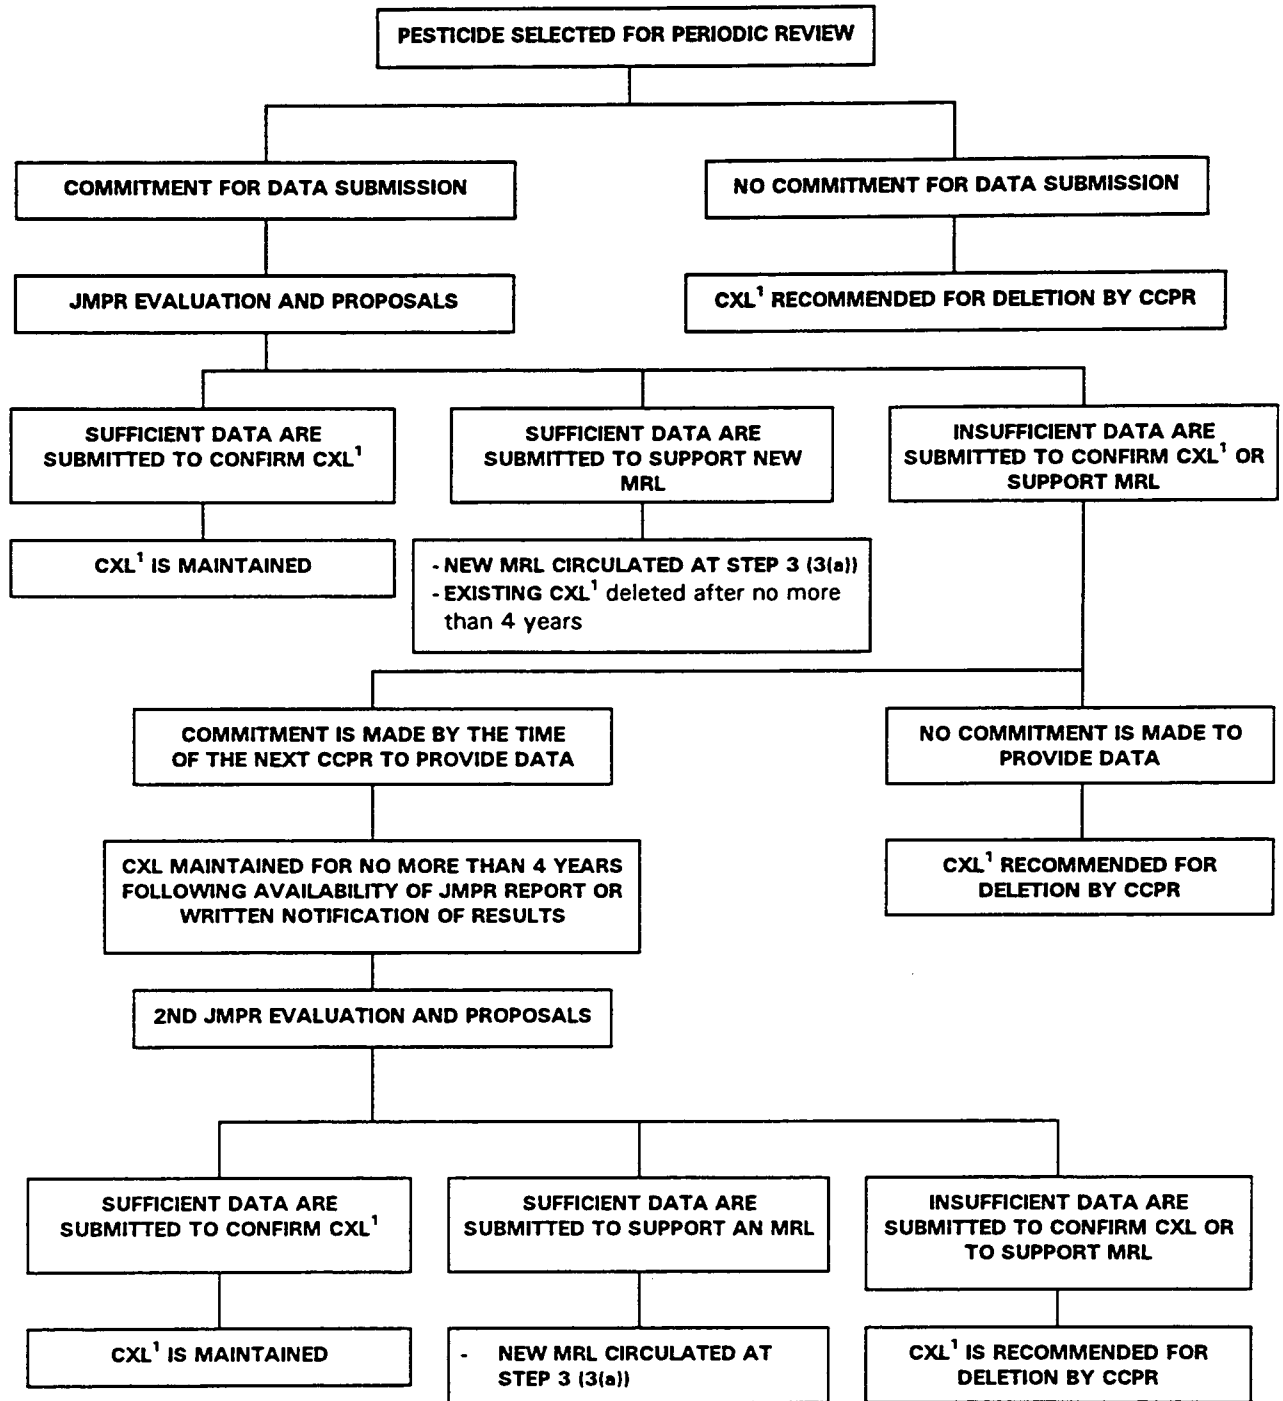 PESTICIDE SELECTED FOR PERIODIC REVIEW
COMMITMENT FOR DATA SUBMISSION
NO COMMITMENT FOR DATA SUBMISSION
JMPR EVALUATION AND PROPOSALS
CXL¹ RECOMMENDED FOR DELETION BY CCPR
SUFFICIENT DATA ARE
SUBMITTED TO CONFIRM CXL¹
SUFFICIENT DATA ARE
SUBMITTED TO SUPPORT NEW
MRL
INSUFFICIENT DATA ARE
SUBMITTED TO CONFIRM CXL¹ OR
SUPPORT MRL
CXL¹ IS MAINTAINED
- NEW MRL CIRCULATED AT STEP 3 (3(a))
- EXISTING CXL¹ deleted after no more
than 4 years
COMMITMENT IS MADE BY THE TIME
OF THE NEXT CCPR TO PROVIDE DATA
NO COMMITMENT IS MADE TO
PROVIDE DATA
CXL MAINTAINED FOR NO MORE THAN 4 YEARS
FOLLOWING AVAILABILITY OF JMPR REPORT OR
WRITTEN NOTIFICATION OF RESULTS
CXL¹ RECOMMENDED FOR
DELETION BY CCPR
2ND JMPR EVALUATION AND PROPOSALS
SUFFICIENT DATA ARE
SUBMITTED TO CONFIRM CXL¹
SUFFICIENT DATA ARE
SUBMITTED TO SUPPORT AN MRL
INSUFFICIENT DATA ARE
SUBMITTED TO CONFIRM CXL OR
TO SUPPORT MRL
CXL¹ IS MAINTAINED
- NEW MRL CIRCULATED AT
STEP 3 (3(a))
CXL¹ IS RECOMMENDED FOR
DELETION BY CCPR